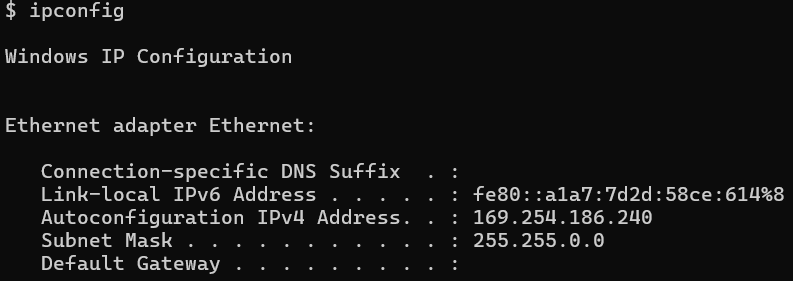 $ ipconfig
Windows IP Configuration
Ethernet adapter Ethernet:
Connection-specific DNS Suffix  . :
Link-local IPv6 Address . . . . . : fe80::a1a7:7d2d:58ce:614%8
Autoconfiguration IPv4 Address. . : 169.254.186.240
Subnet Mask . . . . . . . . . . . : 255.255.0.0
Default Gateway . . . . . . . . . :